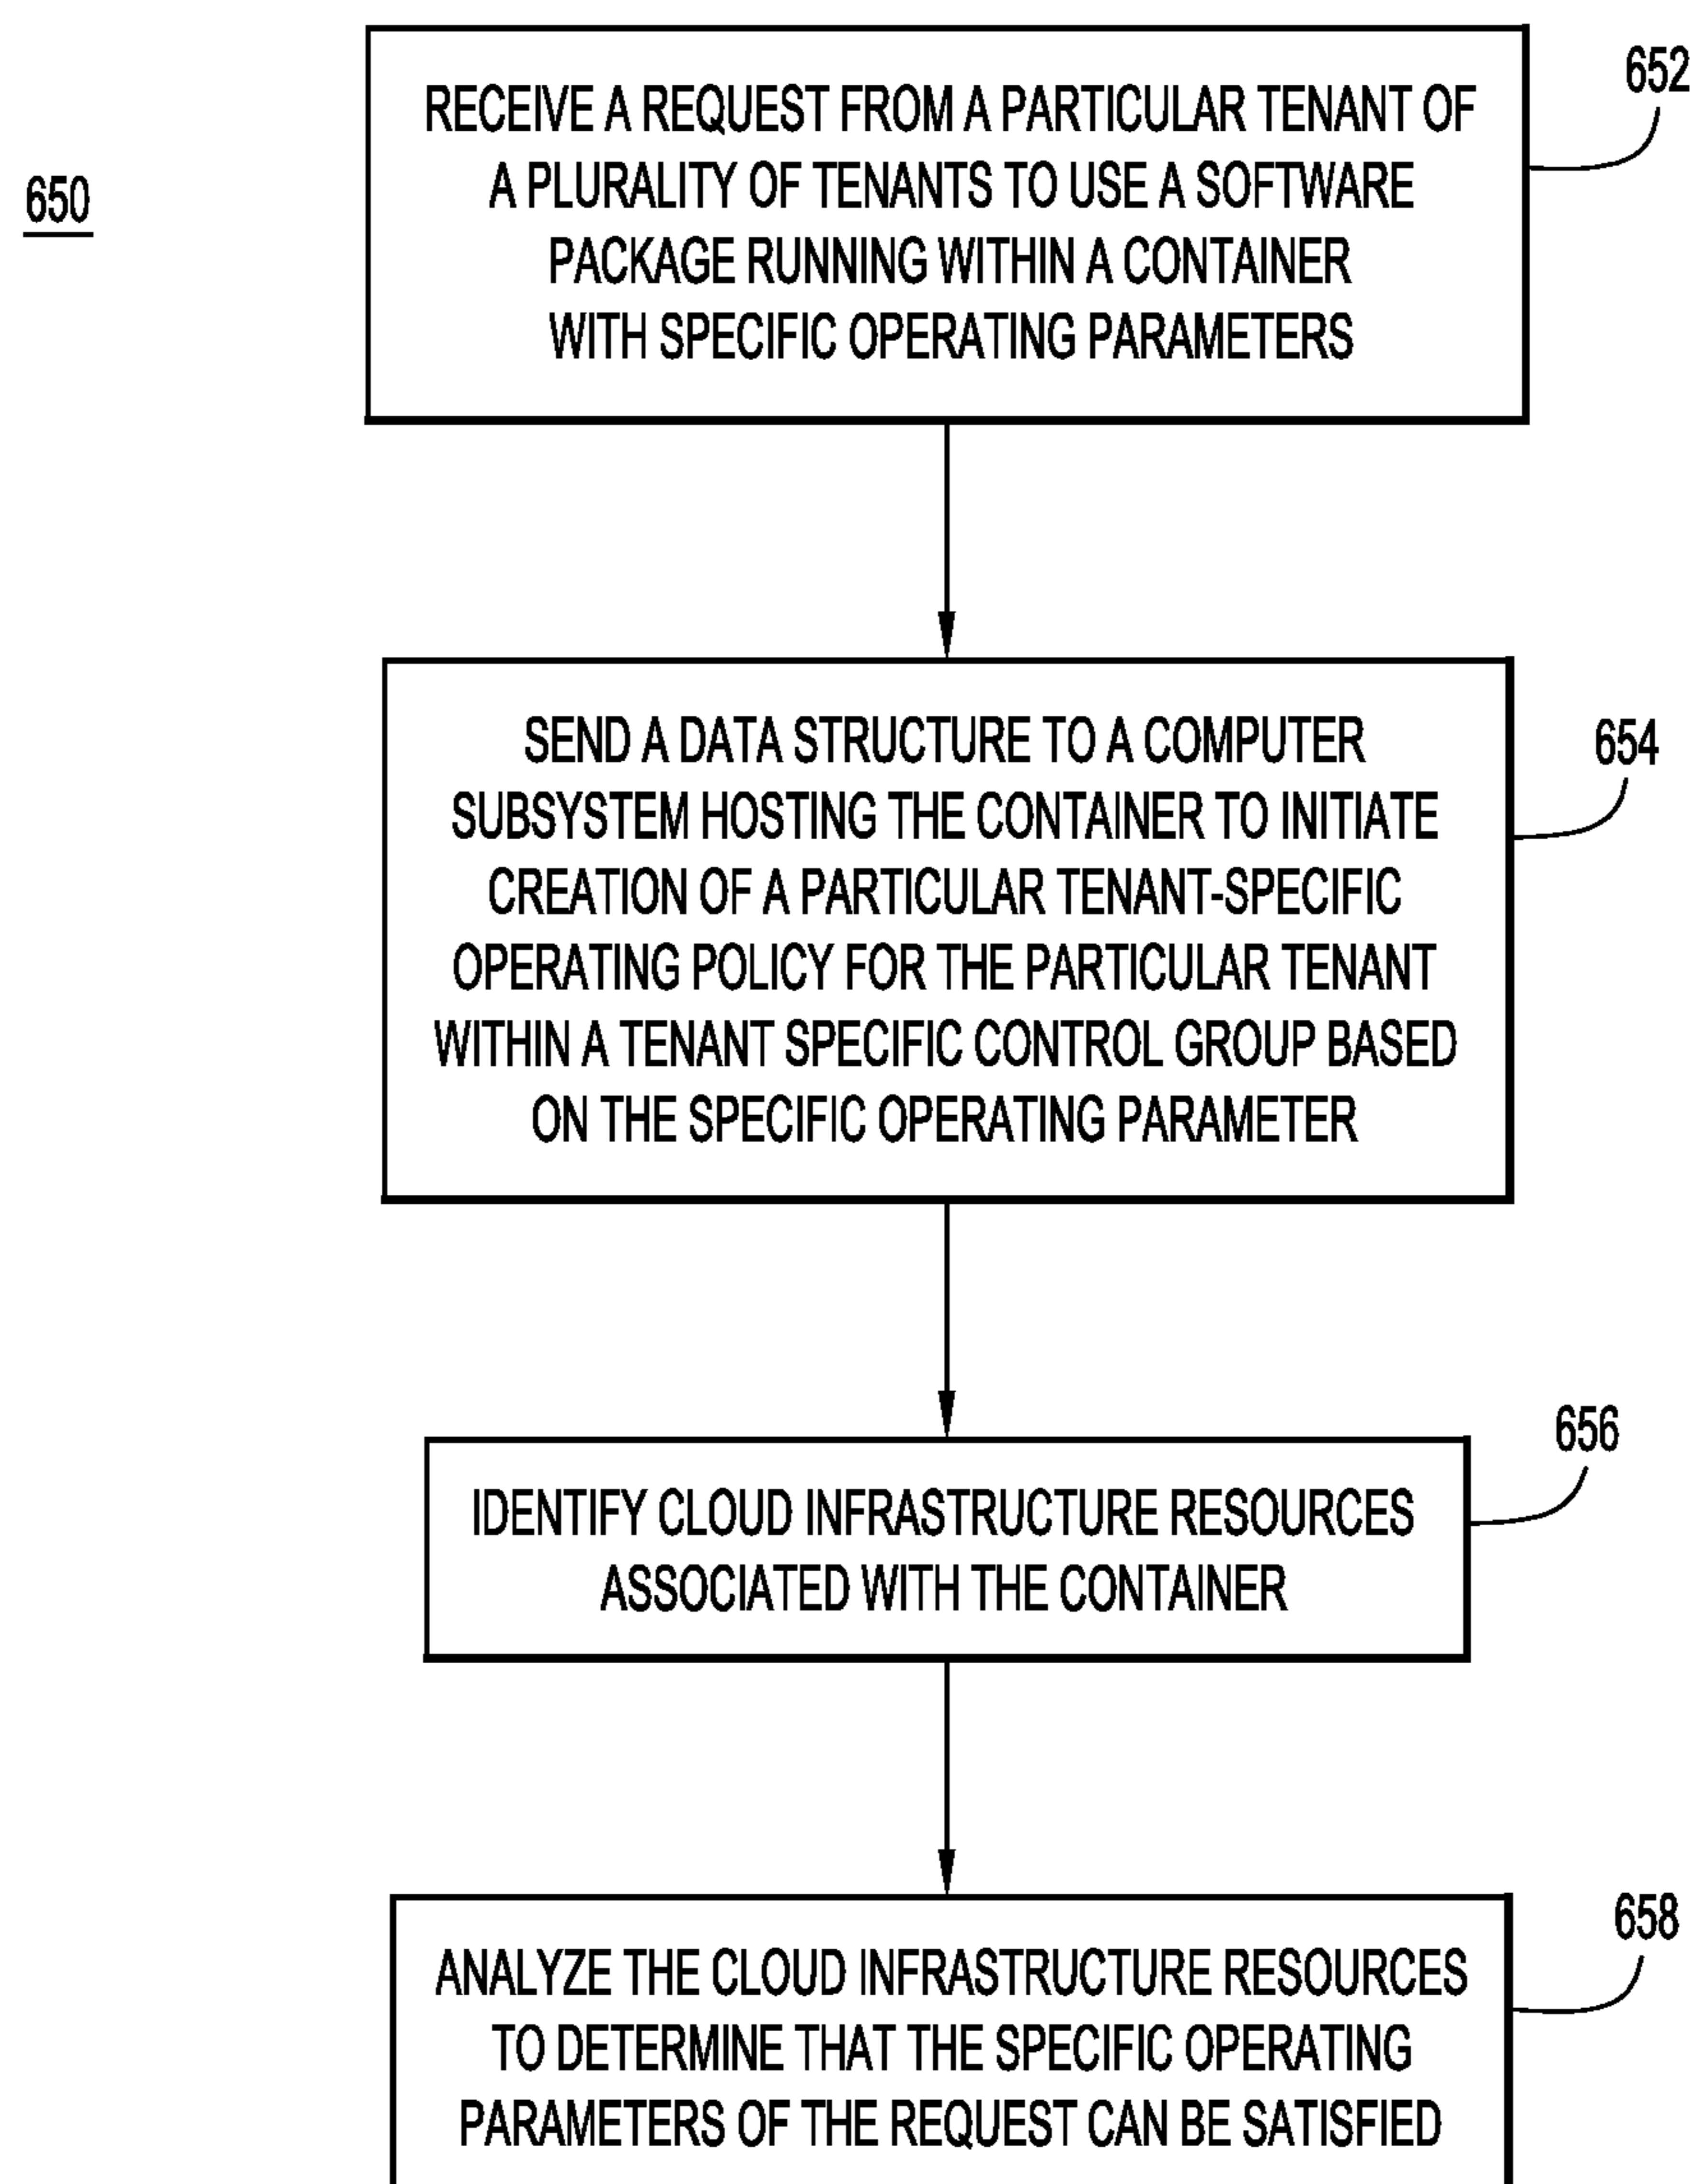 650
RECEIVE A REQUEST FROM A PARTICULAR TENANT OF
A PLURALITY OF TENANTS TO USE A SOFTWARE
PACKAGE RUNNING WITHIN A CONTAINER
WITH SPECIFIC OPERATING PARAMETERS
652
SEND A DATA STRUCTURE TO A COMPUTER
SUBSYSTEM HOSTING THE CONTAINER TO INITIATE
CREATION OF A PARTICULAR TENANT-SPECIFIC
OPERATING POLICY FOR THE PARTICULAR TENANT
WITHIN A TENANT SPECIFIC CONTROL GROUP BASED
ON THE SPECIFIC OPERATING PARAMETER
654
IDENTIFY CLOUD INFRASTRUCTURE RESOURCES
ASSOCIATED WITH THE CONTAINER
656
ANALYZE THE CLOUD INFRASTRUCTURE RESOURCES
TO DETERMINE THAT THE SPECIFIC OPERATING
PARAMETERS OF THE REQUEST CAN BE SATISFIED
658